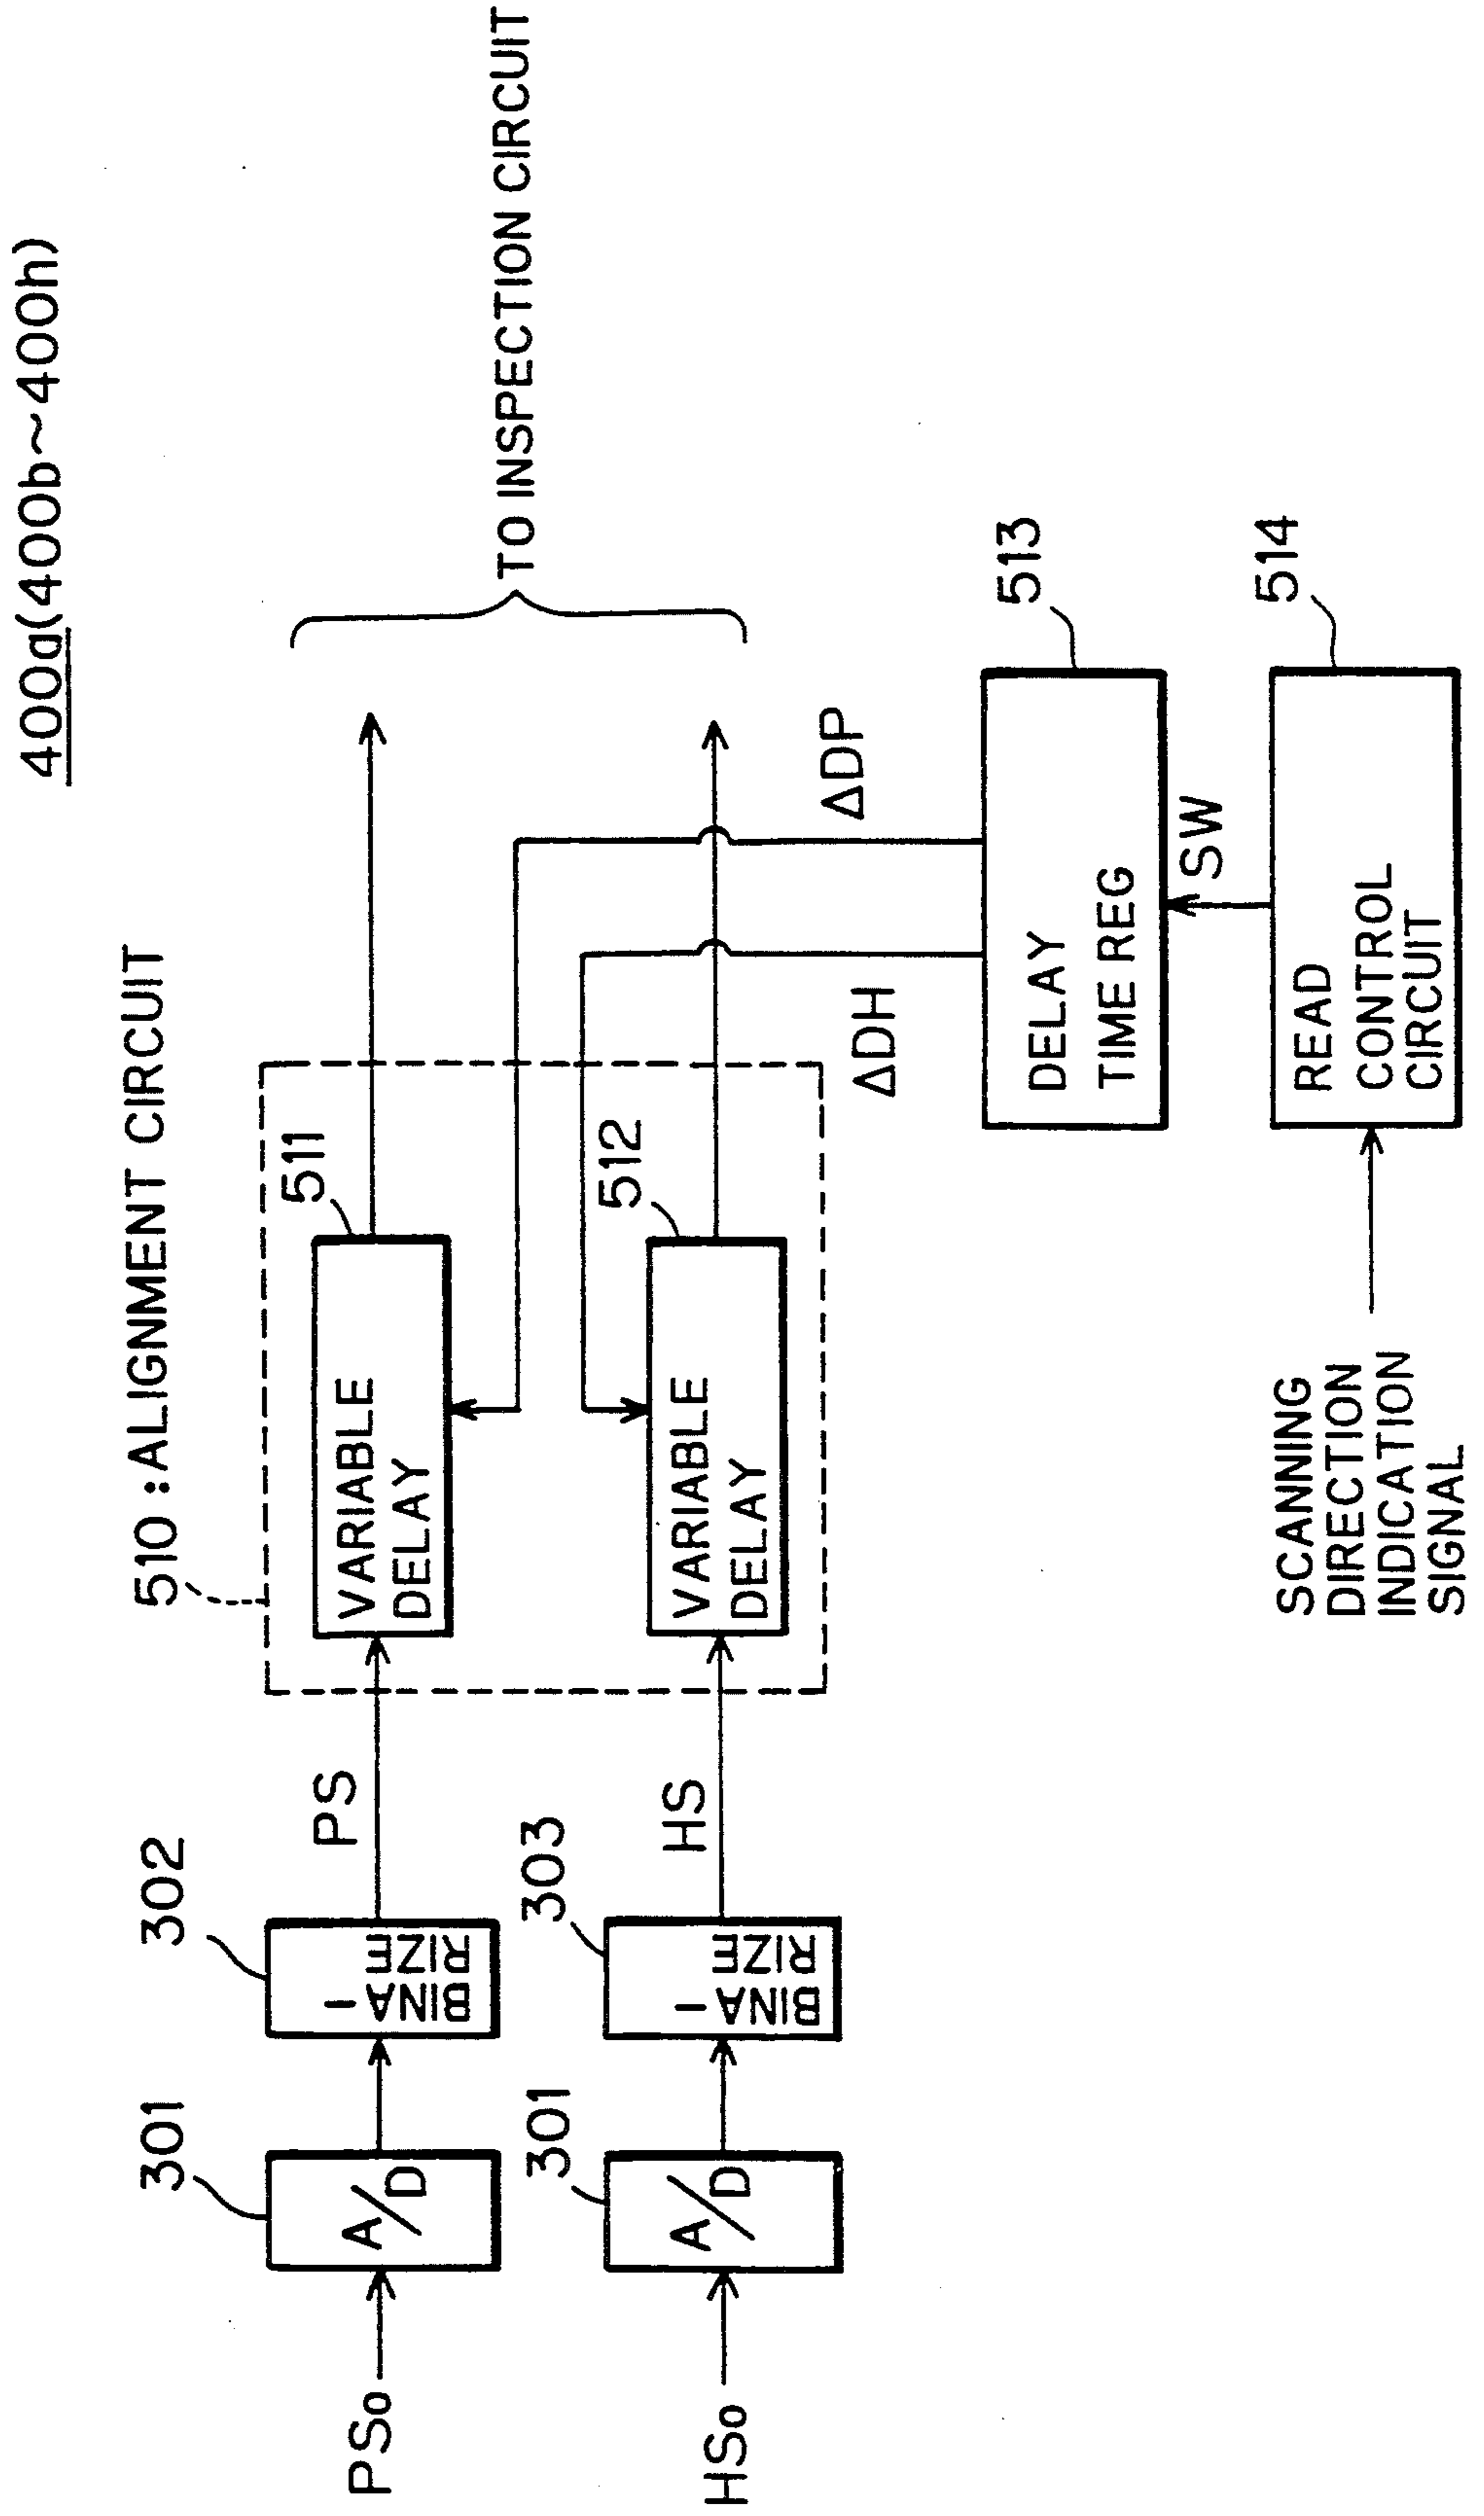 400a(400b~400h)
510:ALIGNMENT CIRCUIT
301
302
PS
511
PSo
A/D
BINA-
RIZE
VARIABLE
DELAY
TO INSPECTION CIRCUIT
301
303
HS
512
HSo
A/D
BINA-
RIZE
VARIABLE
DELAY
ΔDH
ΔDP
DELAY
TIME REG
513
SW
SCANNING
DIRECTION
INDICATION
SIGNAL
READ
CONTROL
CIRCUIT
514